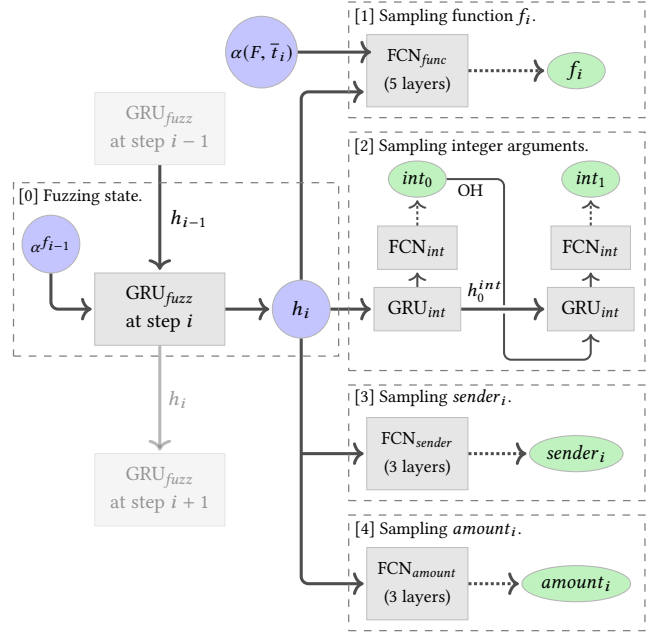 [1] Sampling function f_i.
α(F, t̅_i)
FCN_func
(5 layers)
f_i
GRU_fuzz
at step i − 1
[2] Sampling integer arguments.
int_0
OH
int_1
[0] Fuzzing state.
h_{i−1}
α^{f_{i−1}}
FCN_int
FCN_int
GRU_fuzz
at step i
h_i
GRU_int
h_0^{int}
GRU_int
h_i
[3] Sampling sender_i.
FCN_sender
(3 layers)
sender_i
GRU_fuzz
at step i + 1
[4] Sampling amount_i.
FCN_amount
(3 layers)
amount_i